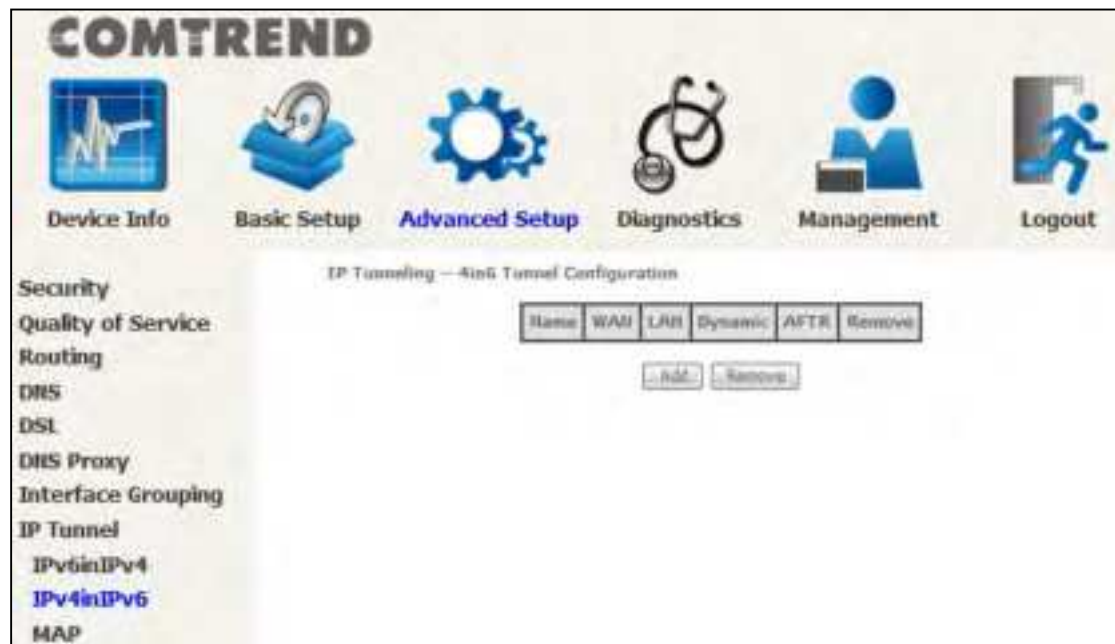 COMTREND
Device Info Basic Setup Advanced Setup Diagnostics Management Logout
IP Tunneling -- 4in6 Tunnel Configuration
Name WAN LAN Dynamic AFTR Remove
Add Remove
Security
Quality of Service
Routing
DNS
DSL
DNS Proxy
Interface Grouping
IP Tunnel
IPv6inIPv4
IPv4inIPv6
MAP